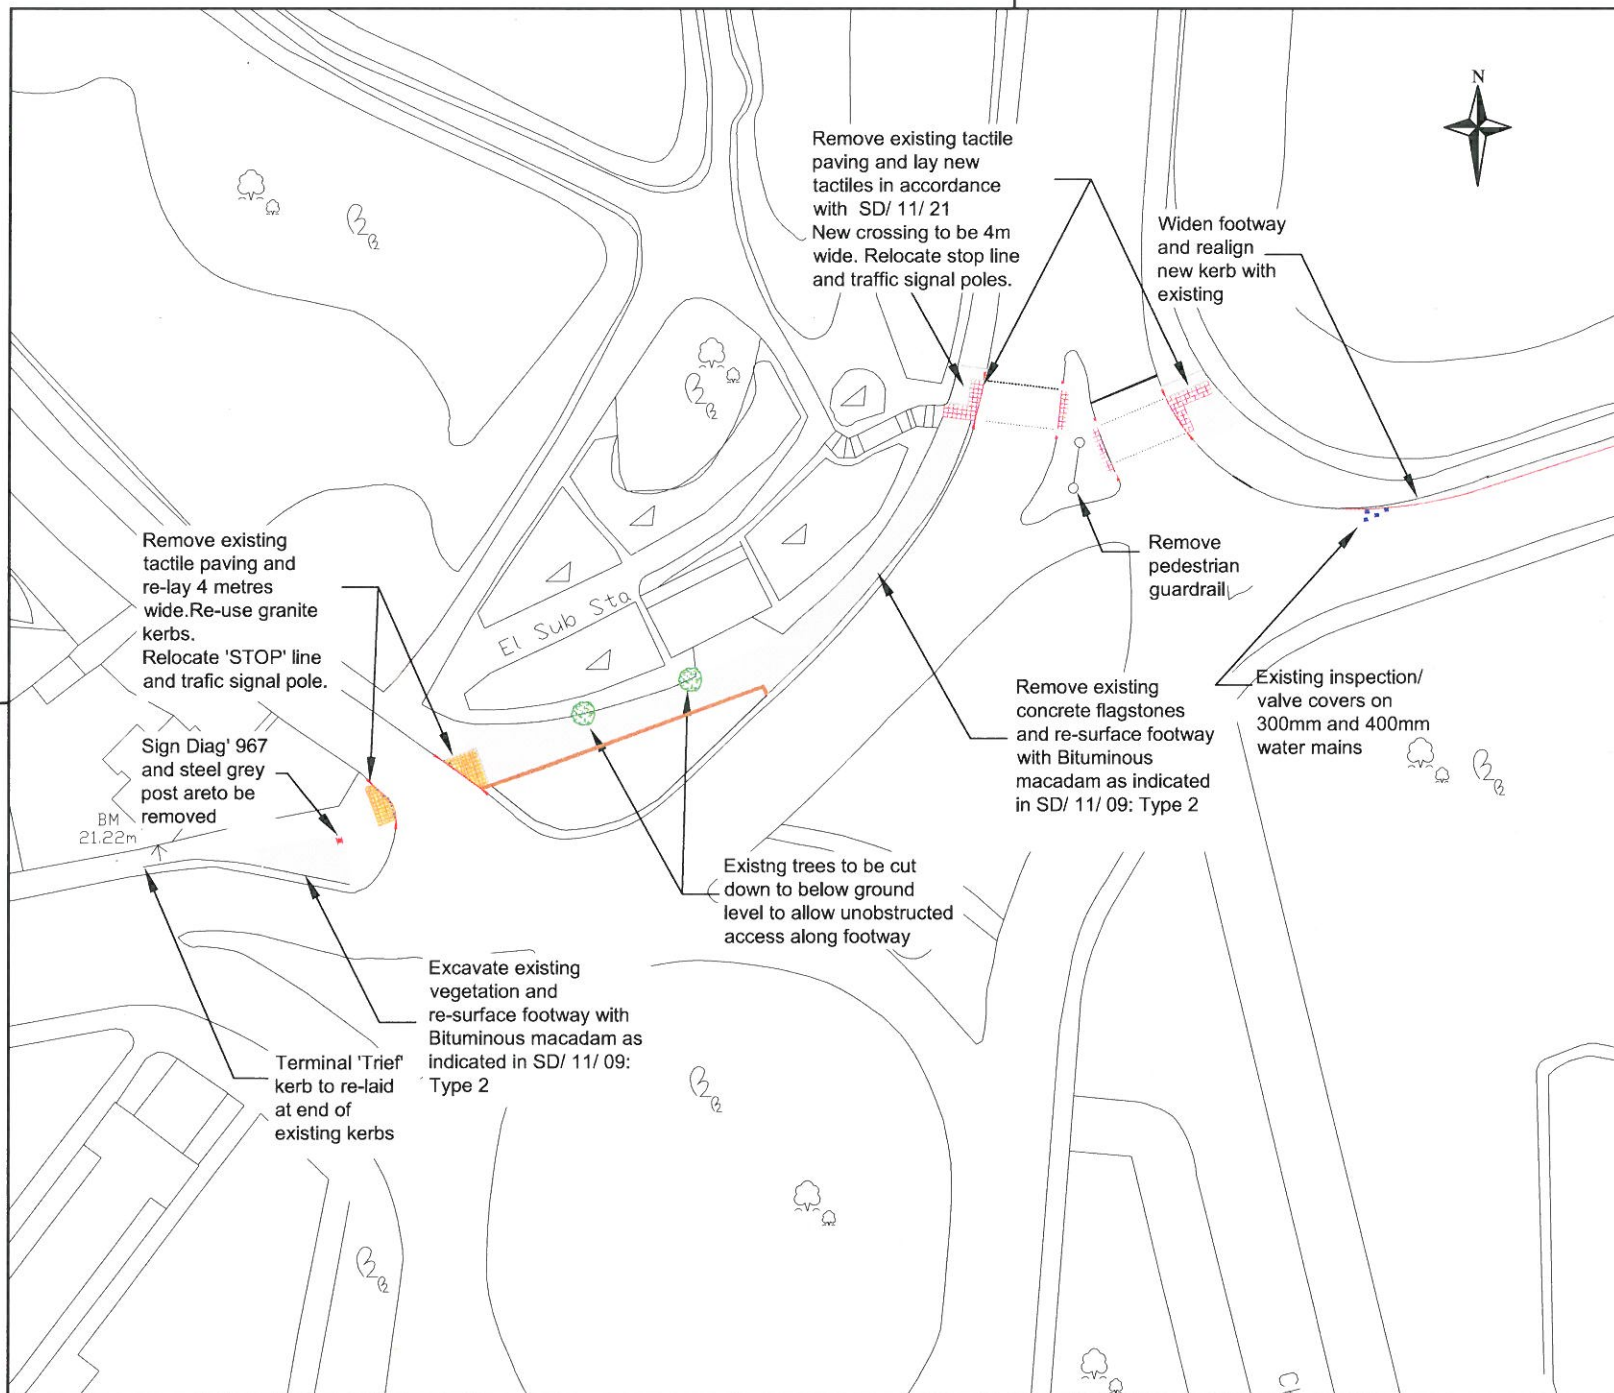 N
Remove existing tactile
paving and lay new
tactiles in accordance
with SD/ 11/ 21
New crossing to be 4m
wide. Relocate stop line
and traffic signal poles.
Widen footway
and realign
new kerb with
existing
Remove existing
tactile paving and
re-lay 4 metres
wide.Re-use granite
kerbs.
Relocate 'STOP' line
and trafic signal pole.
Remove
pedestrian
guardrail
El Sub Sta
Existing inspection/
valve covers on
300mm and 400mm
water mains
Remove existing
concrete flagstones
and re-surface footway
with Bituminous
macadam as indicated
in SD/ 11/ 09: Type 2
Sign Diag' 967
and steel grey
post areto be
removed
BM
21.22m
Existng trees to be cut
down to below ground
level to allow unobstructed
access along footway
Excavate existing
vegetation and
re-surface footway with
Bituminous macadam as
indicated in SD/ 11/ 09:
Type 2
Terminal 'Trief'
kerb to re-laid
at end of
existing kerbs